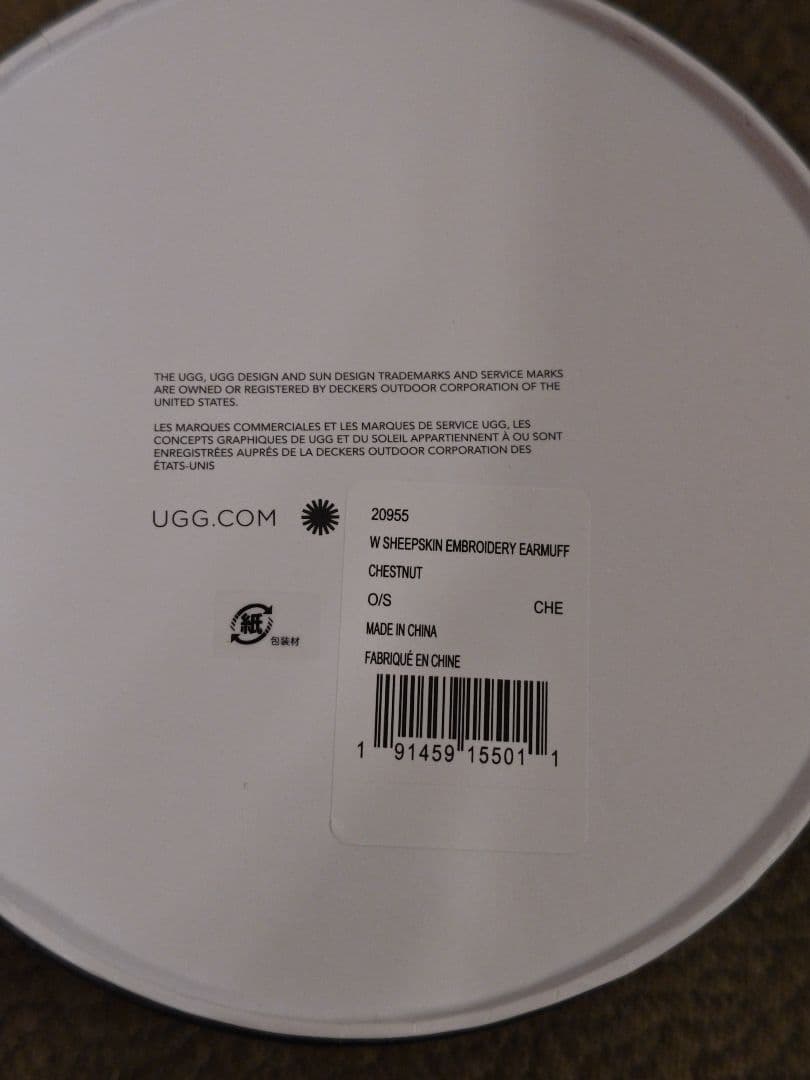 THE UGG, UGG DESIGN AND SUN DESIGN TRADEMARKS AND SERVICE MARKS
ARE OWNED OR REGISTERED BY DECKERS OUTDOOR CORPORATION OF THE
UNITED STATES.
LES MARQUES COMMERCIALES ET LES MARQUES DE SERVICE UGG, LES
CONCEPTS GRAPHIQUES DE UGG ET DU SOLEIL APPARTIENNENT À OU SONT
ENREGISTRÉES AUPRÉS DE LA DECKERS OUTDOOR CORPORATION DES
ÉTATS-UNIS
UGG.COM
紙
包装材
20955
W SHEEPSKIN EMBROIDERY EARMUFF
CHESTNUT
O/S CHE
MADE IN CHINA
FABRIQUÉ EN CHINE
1 91459 15501 1